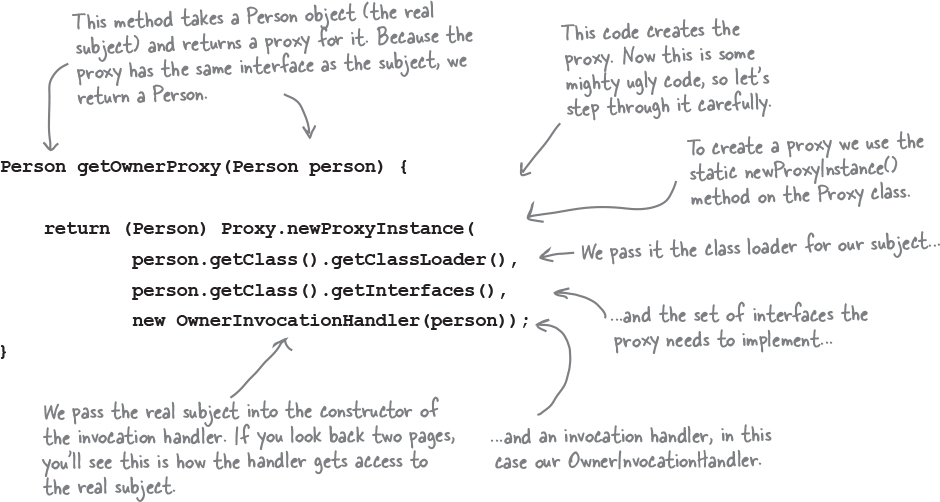 This method takes a Person object (the real
subject) and returns a proxy for it. Because the
proxy has the same interface as the subject, we
return a Person.
This code creates the
proxy. Now this is some
mighty ugly code, so let's
step through it carefully.
Person getOwnerProxy(Person person) {
To create a proxy we use the
static newProxyInstance()
method on the Proxy class.
return (Person) Proxy.newProxyInstance(
person.getClass().getClassLoader(),
We pass it the class loader for our subject...
person.getClass().getInterfaces(),
...and the set of interfaces the
proxy needs to implement...
new OwnerInvocationHandler(person));
}
We pass the real subject into the constructor of
the invocation handler. If you look back two pages,
you'll see this is how the handler gets access to
the real subject.
...and an invocation handler, in this
case our OwnerInvocationHandler.